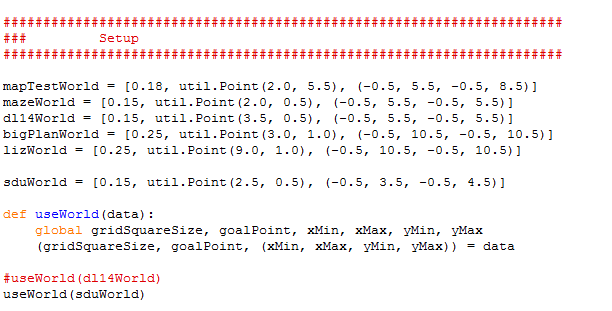 ######################################################################
###         Setup
######################################################################
mapTestWorld = [0.18, util.Point(2.0, 5.5), (-0.5, 5.5, -0.5, 8.5)]
mazeWorld = [0.15, util.Point(2.0, 0.5), (-0.5, 5.5, -0.5, 5.5)]
dl14World = [0.15, util.Point(3.5, 0.5), (-0.5, 5.5, -0.5, 5.5)]
bigPlanWorld = [0.25, util.Point(3.0, 1.0), (-0.5, 10.5, -0.5, 10.5)]
lizWorld = [0.25, util.Point(9.0, 1.0), (-0.5, 10.5, -0.5, 10.5)]
sduWorld = [0.15, util.Point(2.5, 0.5), (-0.5, 3.5, -0.5, 4.5)]
def useWorld(data):
    global gridSquareSize, goalPoint, xMin, xMax, yMin, yMax
    (gridSquareSize, goalPoint, (xMin, xMax, yMin, yMax)) = data
#useWorld(dl14World)
useWorld(sduWorld)